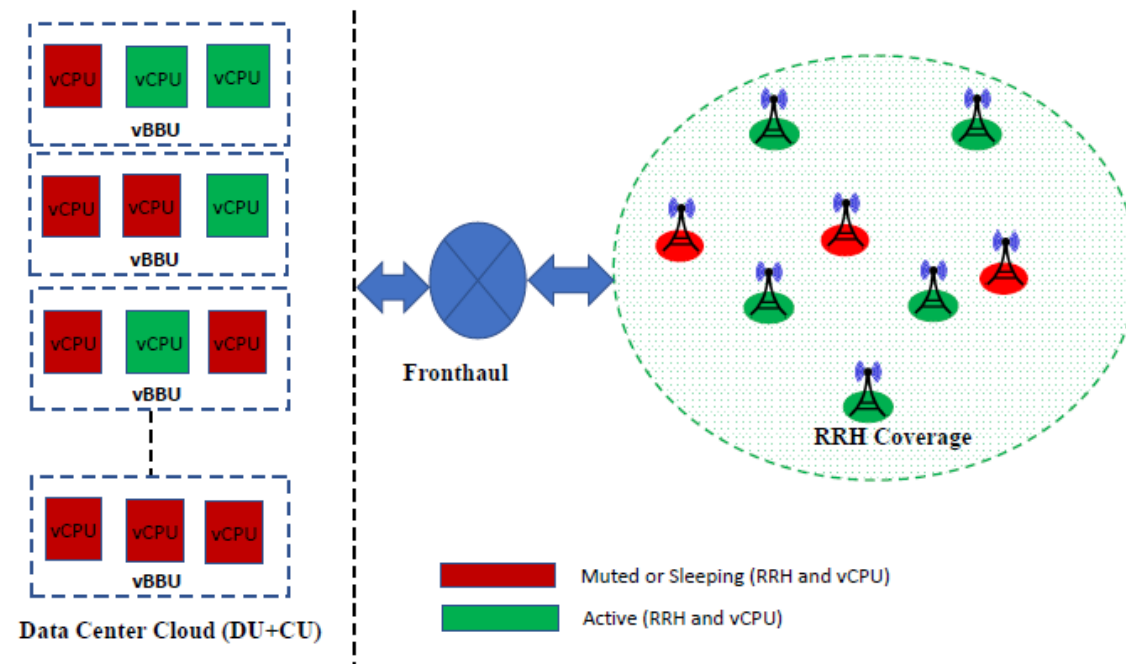 vCPU vCPU vCPU
vBBU
vCPU vCPU vCPU
vBBU
vCPU vCPU vCPU
vBBU
vCPU vCPU vCPU
vBBU
Data Center Cloud (DU+CU)
Fronthaul
RRH Coverage
Muted or Sleeping (RRH and vCPU)
Active (RRH and vCPU)